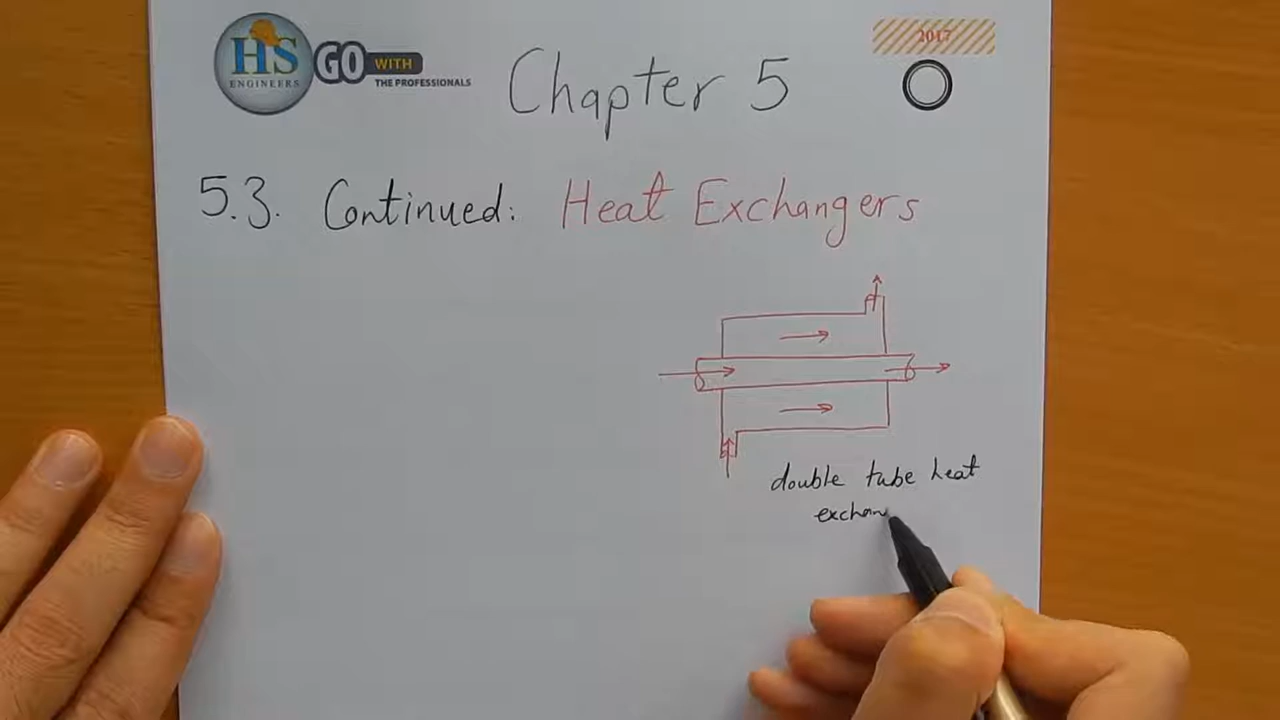 HS
ENGINEERS
GO WITH
THE PROFESSIONALS
2017
Chapter 5
5.3. Continued: Heat Exchangers
double tube heat
exchan